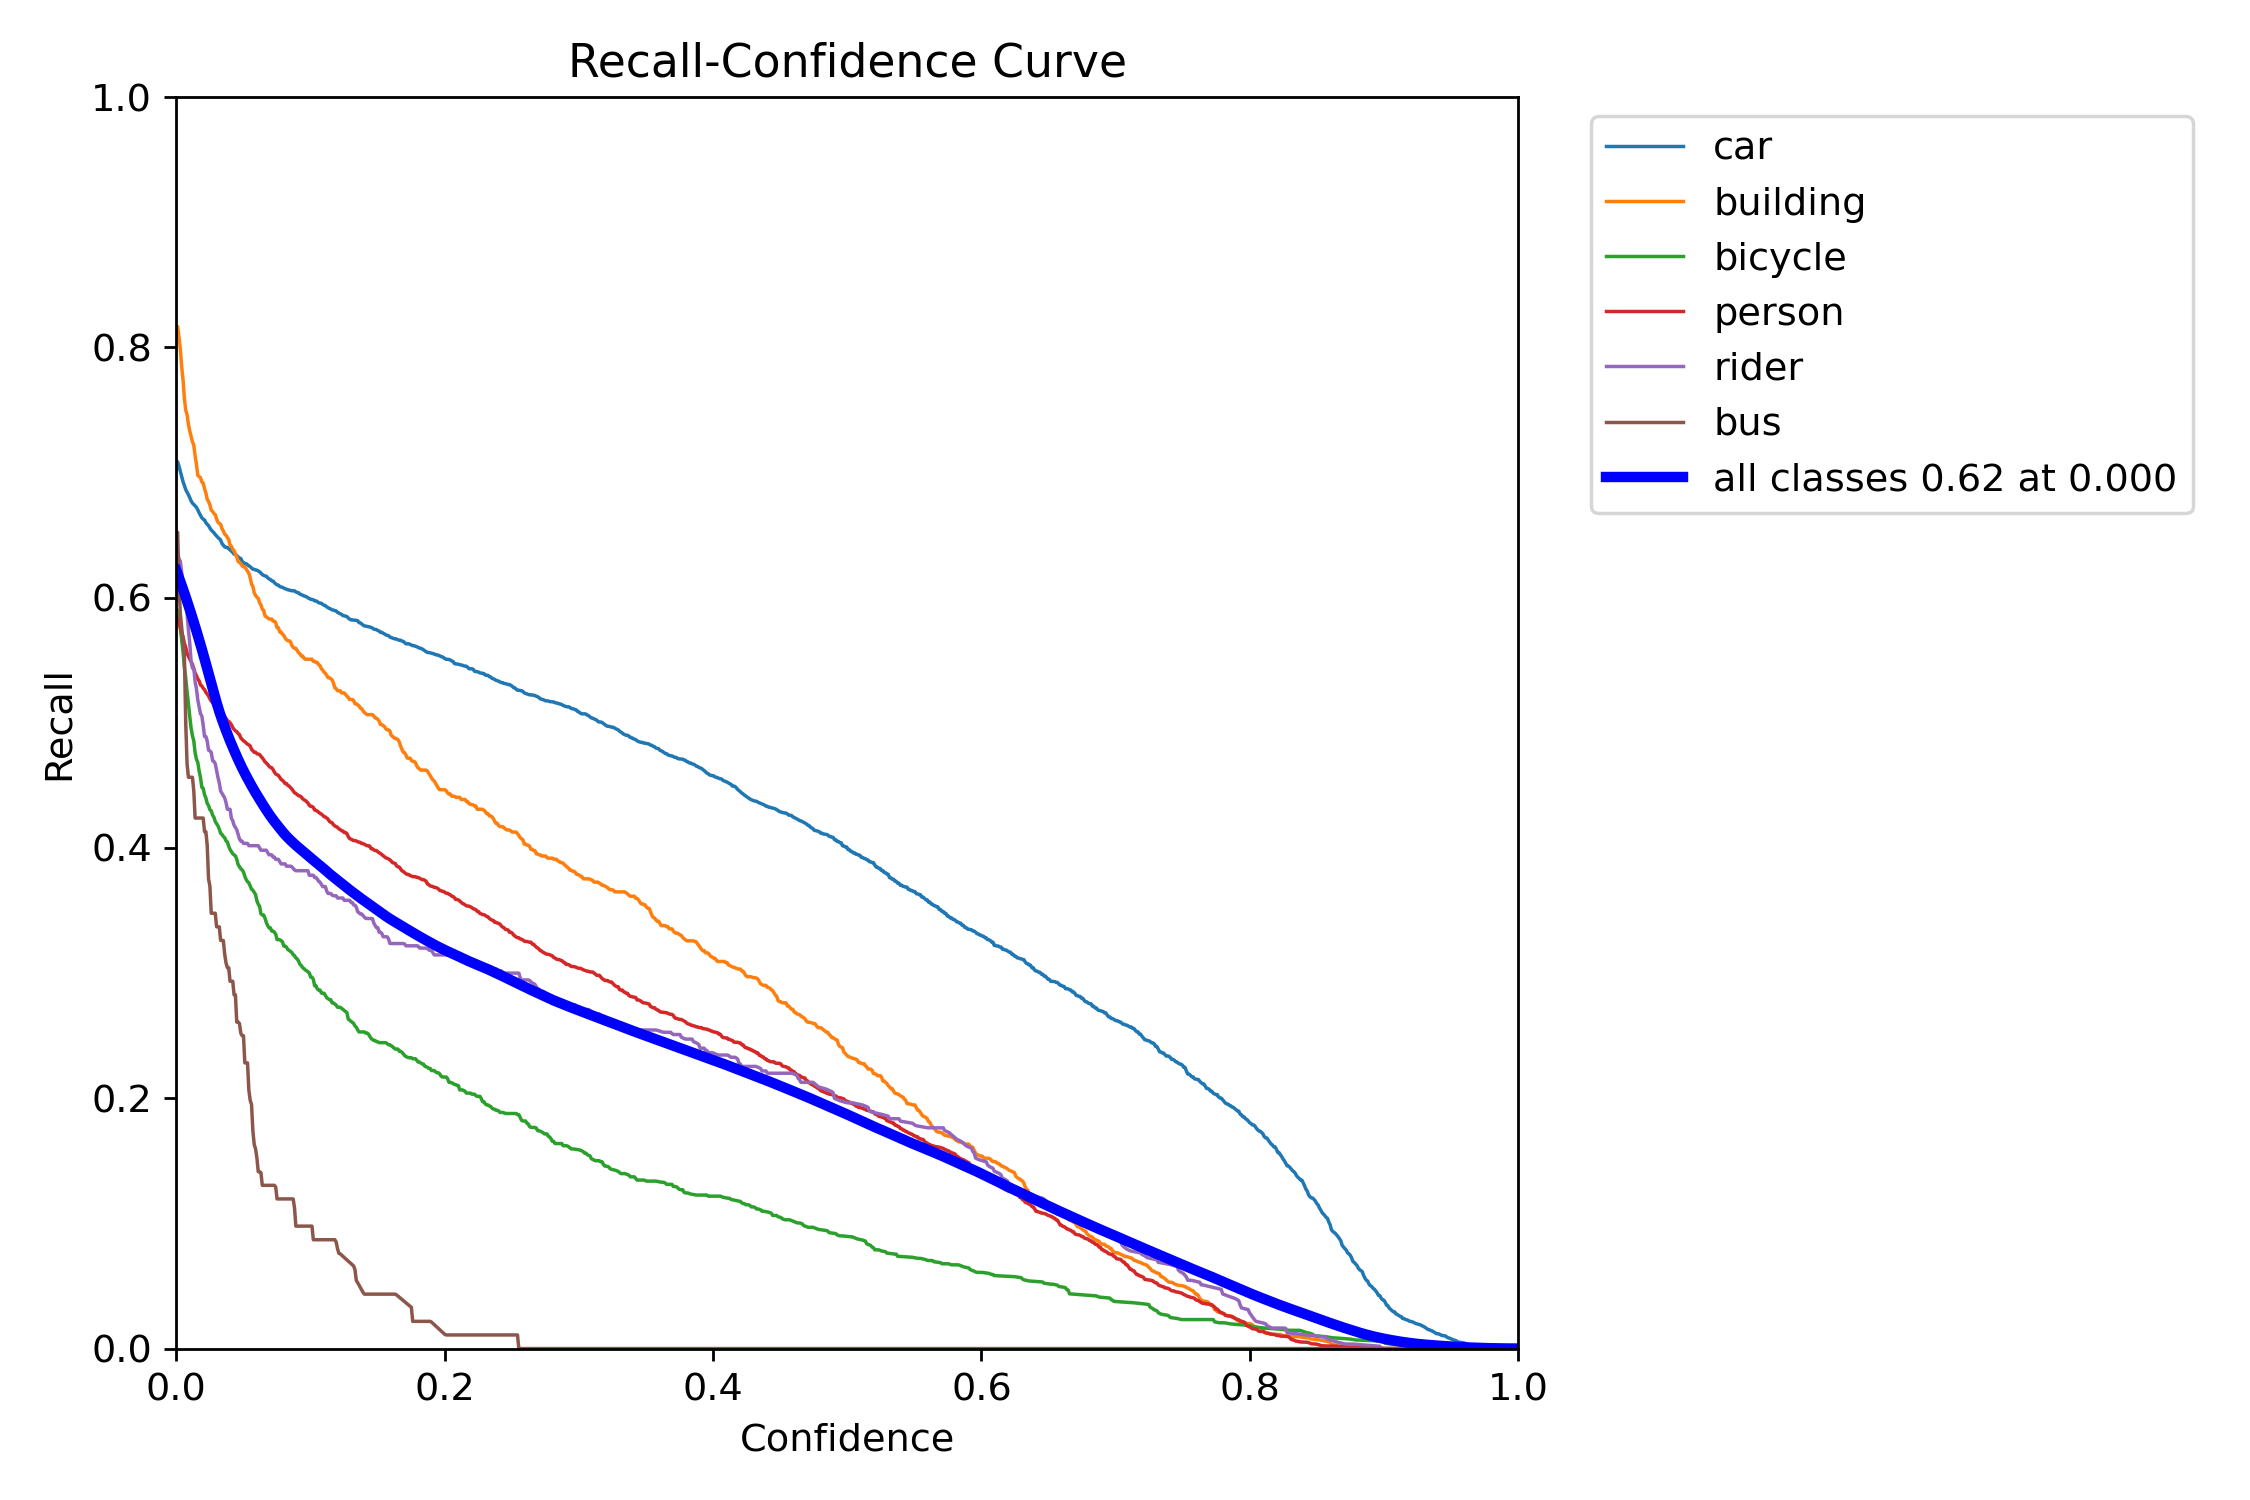 Recall-Confidence Curve
1.0
0.8
0.6
0.4
0.2
0.0
Recall
0.0 0.2 0.4 0.6 0.8 1.0
Confidence
car
building
bicycle
person
rider
bus
all classes 0.62 at 0.000